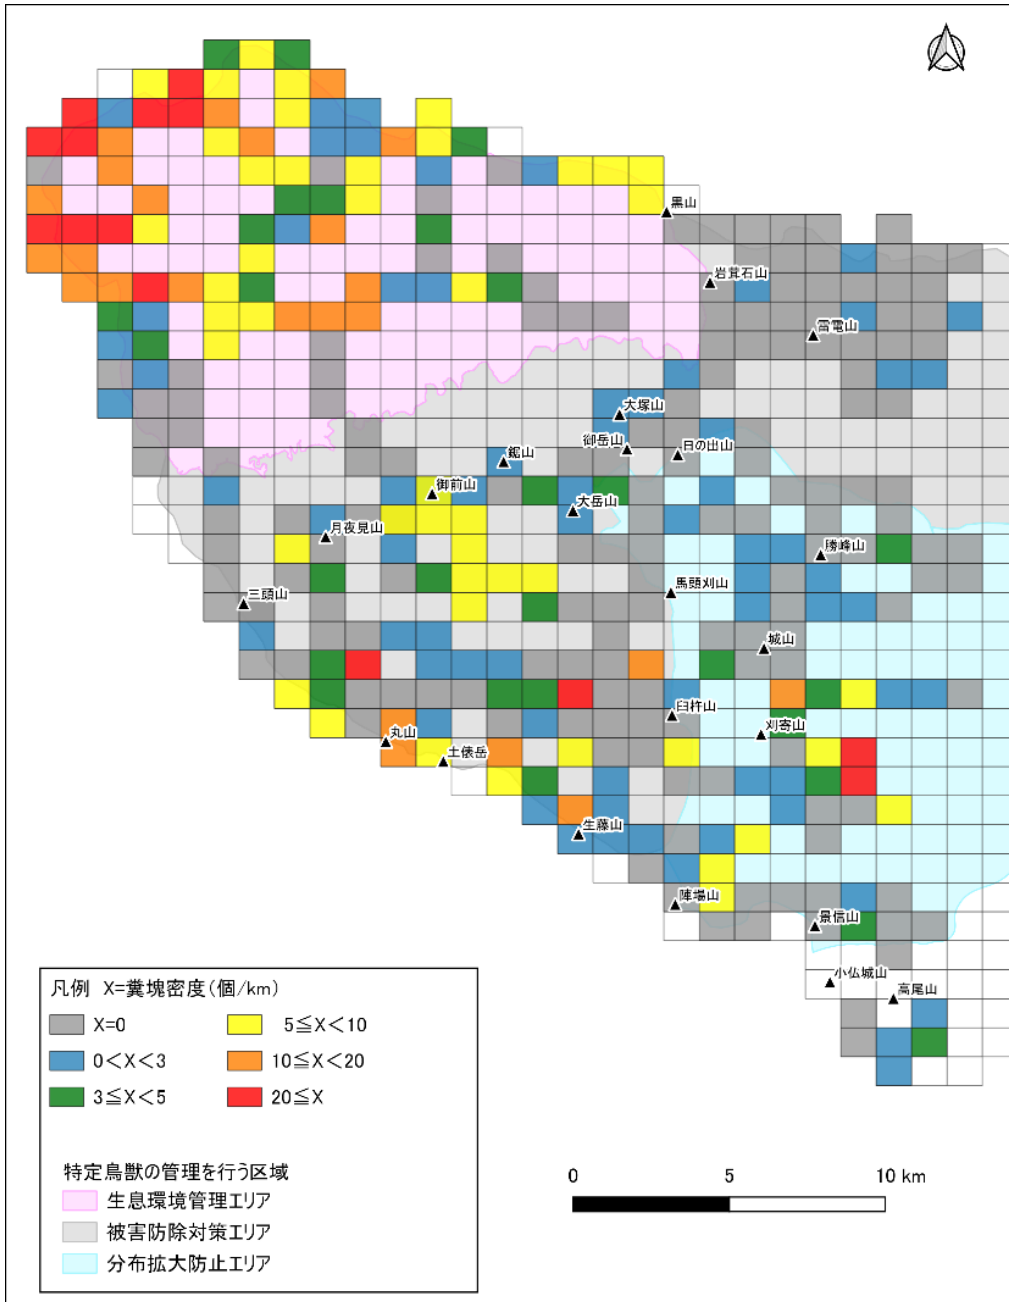 黒山
岩茸石山
雷電山
大塚山
御岳山
日の出山
鋸山
御前山
大岳山
月夜見山
勝峰山
馬頭刈山
三頭山
城山
臼杵山
刈寄山
丸山
土俵岳
生藤山
陣場山
景信山
小仏城山
高尾山
凡例 X=糞塊密度(個/km)
X=0
5≦X<10
0<X<3
10≦X<20
3≦X<5
20≦X
特定鳥獣の管理を行う区域
生息環境管理エリア
被害防除対策エリア
分布拡大防止エリア
0 5 10 km